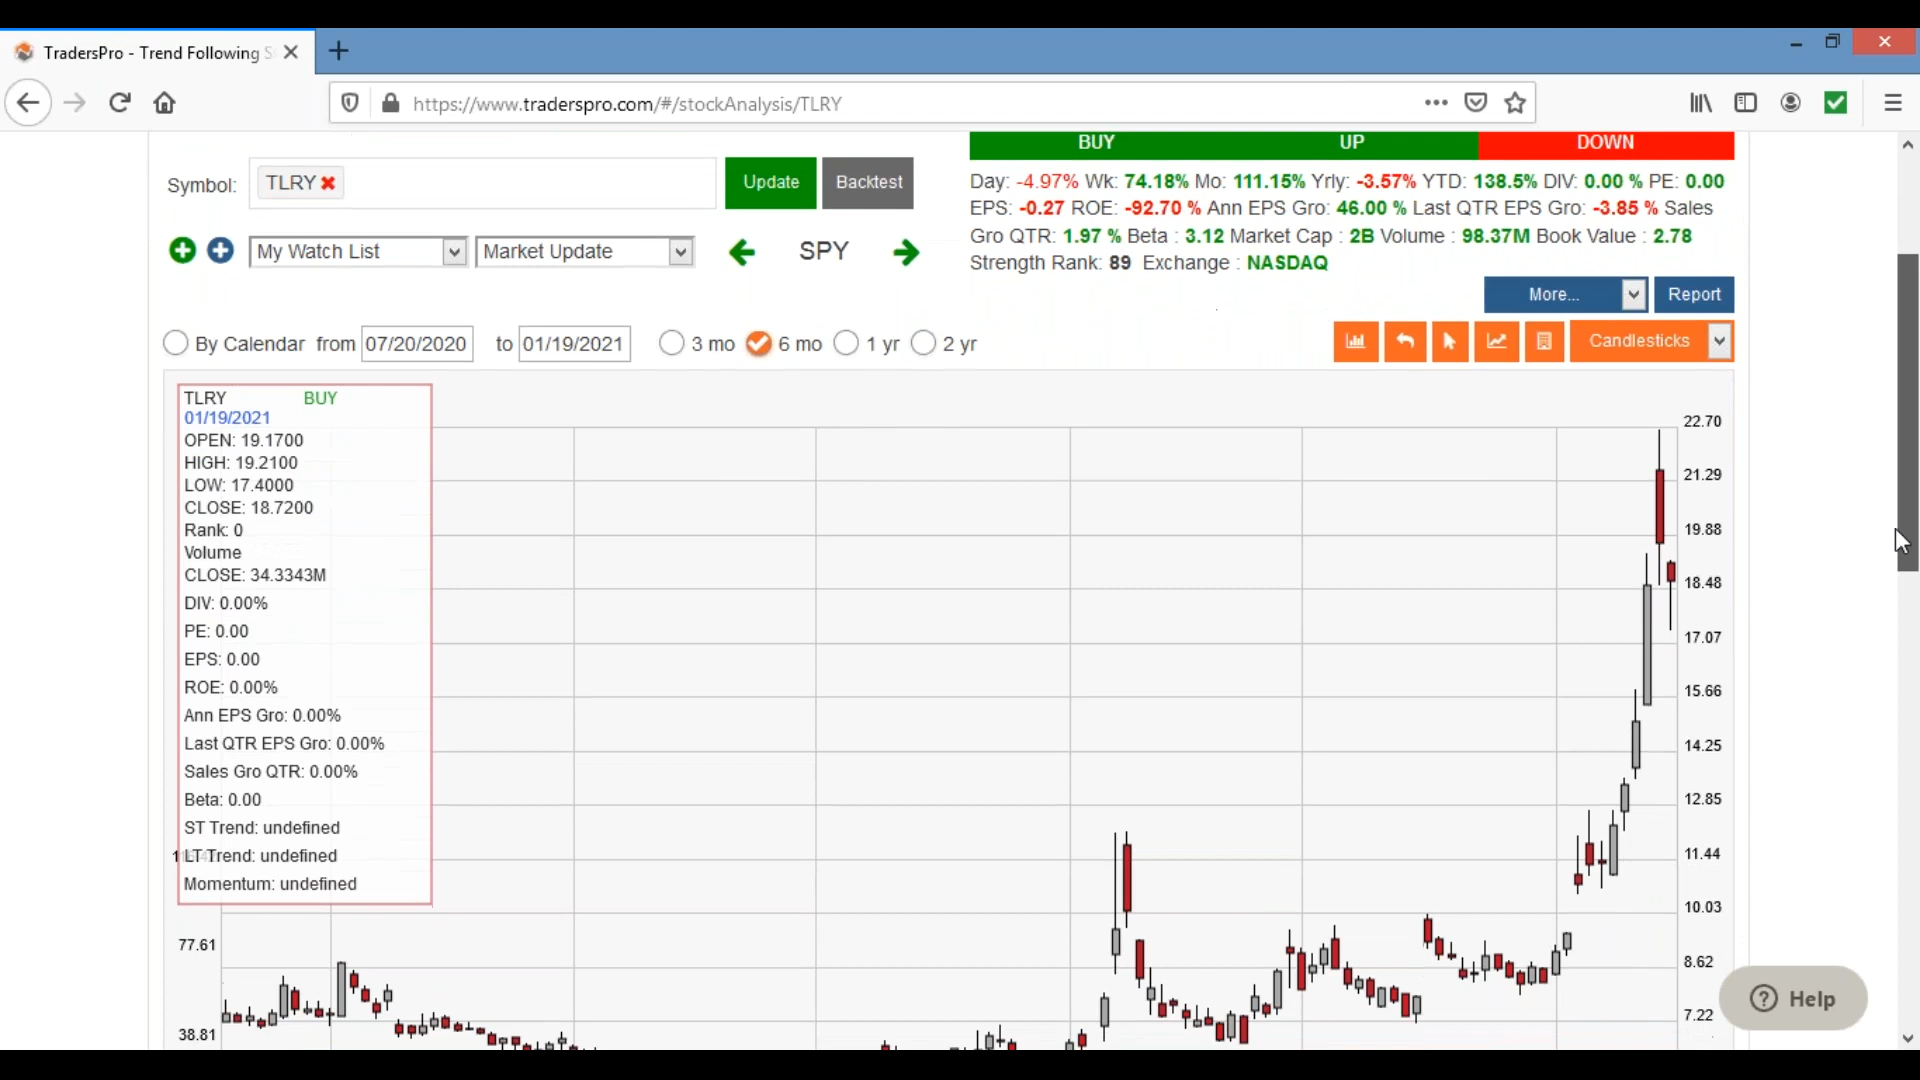 TradersPro - Trend Following S
https://www.traderspro.com/#/stockAnalysis/TLRY
BUY UP DOWN
Symbol: TLRY Update Backtest
Day: -4.97% Wk: 74.18% Mo: 111.15% Yrly: -3.57% YTD: 138.5% DIV: 0.00 % PE: 0.00
EPS: -0.27 ROE: -92.70 % Ann EPS Gro: 46.00 % Last QTR EPS Gro: -3.85 % Sales
Gro QTR: 1.97 % Beta : 3.12 Market Cap : 2B Volume : 98.37M Book Value : 2.78
Strength Rank: 89 Exchange : NASDAQ
My Watch List Market Update SPY
More... Report
By Calendar from 07/20/2020 to 01/19/2021 3 mo 6 mo 1 yr 2 yr
Candlesticks
TLRY BUY
01/19/2021
OPEN: 19.1700
HIGH: 19.2100
LOW: 17.4000
CLOSE: 18.7200
Rank: 0
Volume
CLOSE: 34.3343M
DIV: 0.00%
PE: 0.00
EPS: 0.00
ROE: 0.00%
Ann EPS Gro: 0.00%
Last QTR EPS Gro: 0.00%
Sales Gro QTR: 0.00%
Beta: 0.00
ST Trend: undefined
LT Trend: undefined
Momentum: undefined
77.61
38.81
22.70
21.29
19.88
18.48
17.07
15.66
14.25
12.85
11.44
10.03
8.62
7.22
Help